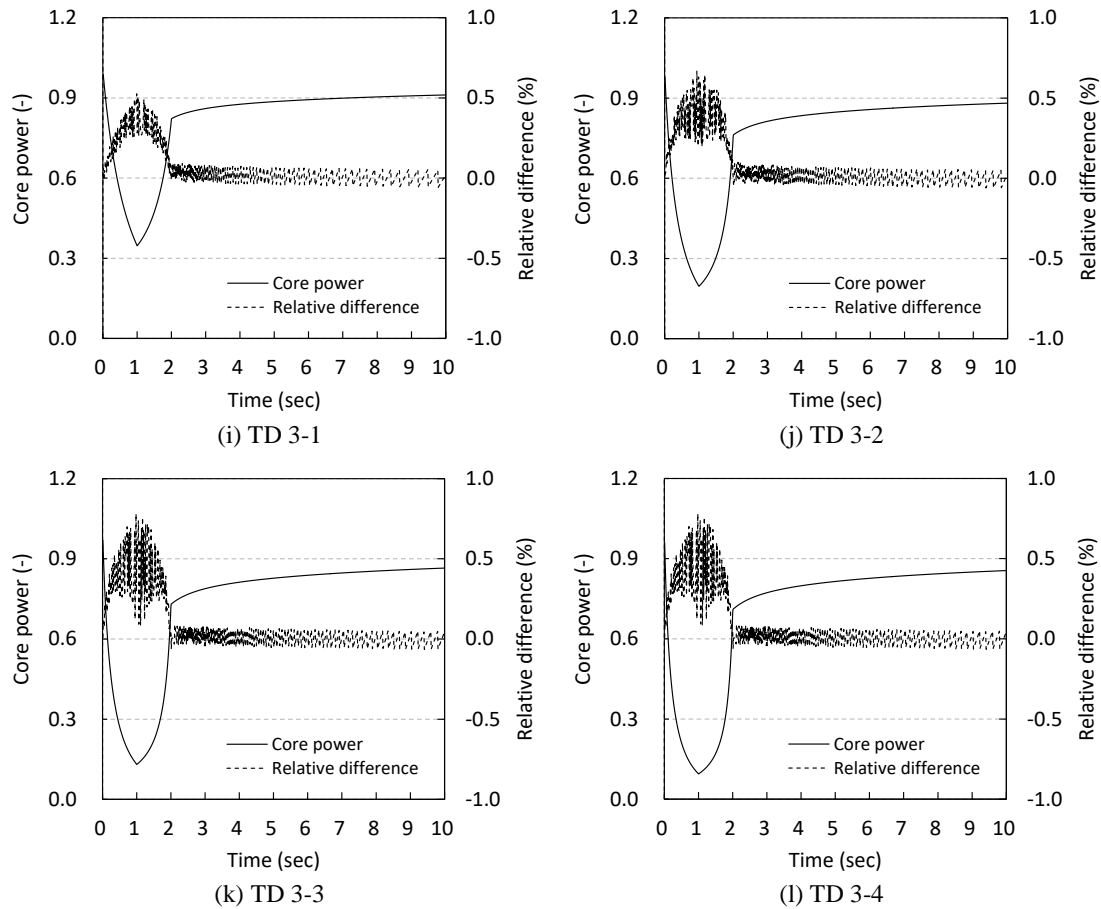 1.2
0.9
0.6
0.3
0.0
Core power (-)
1.0
0.5
0.0
-0.5
-1.0
Relative difference (%)
Core power
Relative difference
0 1 2 3 4 5 6 7 8 9 10
Time (sec)
(i) TD 3-1
1.2
0.9
0.6
0.3
0.0
Core power (-)
1.0
0.5
0.0
-0.5
-1.0
Relative difference (%)
Core power
Relative difference
0 1 2 3 4 5 6 7 8 9 10
Time (sec)
(j) TD 3-2
1.2
0.9
0.6
0.3
0.0
Core power (-)
1.0
0.5
0.0
-0.5
-1.0
Relative difference (%)
Core power
Relative difference
0 1 2 3 4 5 6 7 8 9 10
Time (sec)
(k) TD 3-3
1.2
0.9
0.6
0.3
0.0
Core power (-)
1.0
0.5
0.0
-0.5
-1.0
Relative difference (%)
Core power
Relative difference
0 1 2 3 4 5 6 7 8 9 10
Time (sec)
(l) TD 3-4